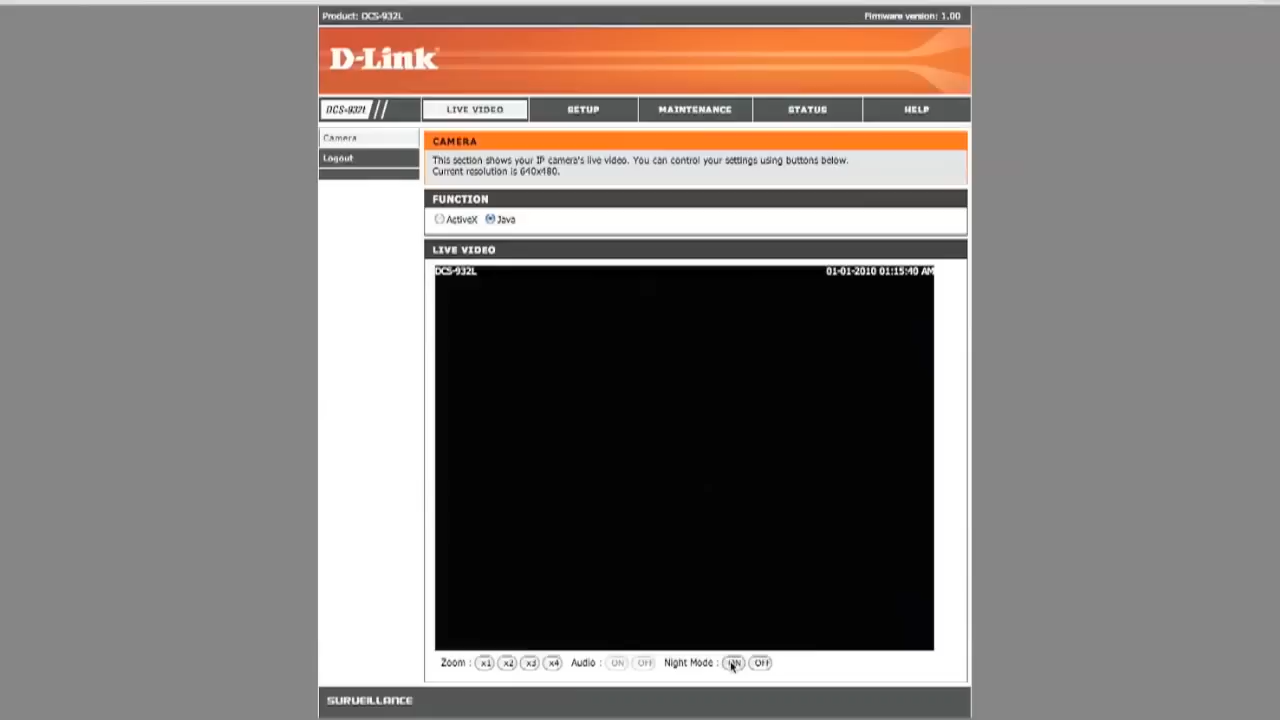 Product: DCS-932L
Firmware version: 1.00
D-Link
DCS-932L
LIVE VIDEO
SETUP
MAINTENANCE
STATUS
HELP
Camera
Logout
CAMERA
This section shows your IP camera's live video. You can control your settings using buttons below.
Current resolution is 640x480.
FUNCTION
ActiveX Java
LIVE VIDEO
DCS-932L 01-01-2010 01:15:40 AM
Zoom : x1 x2 x3 x4 Audio : ON OFF Night Mode : ON OFF
SURVEILLANCE